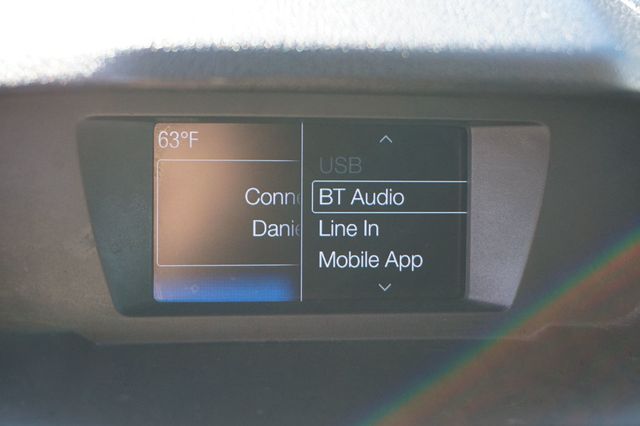 63°F
Conne
Danie
USB
BT Audio
Line In
Mobile App